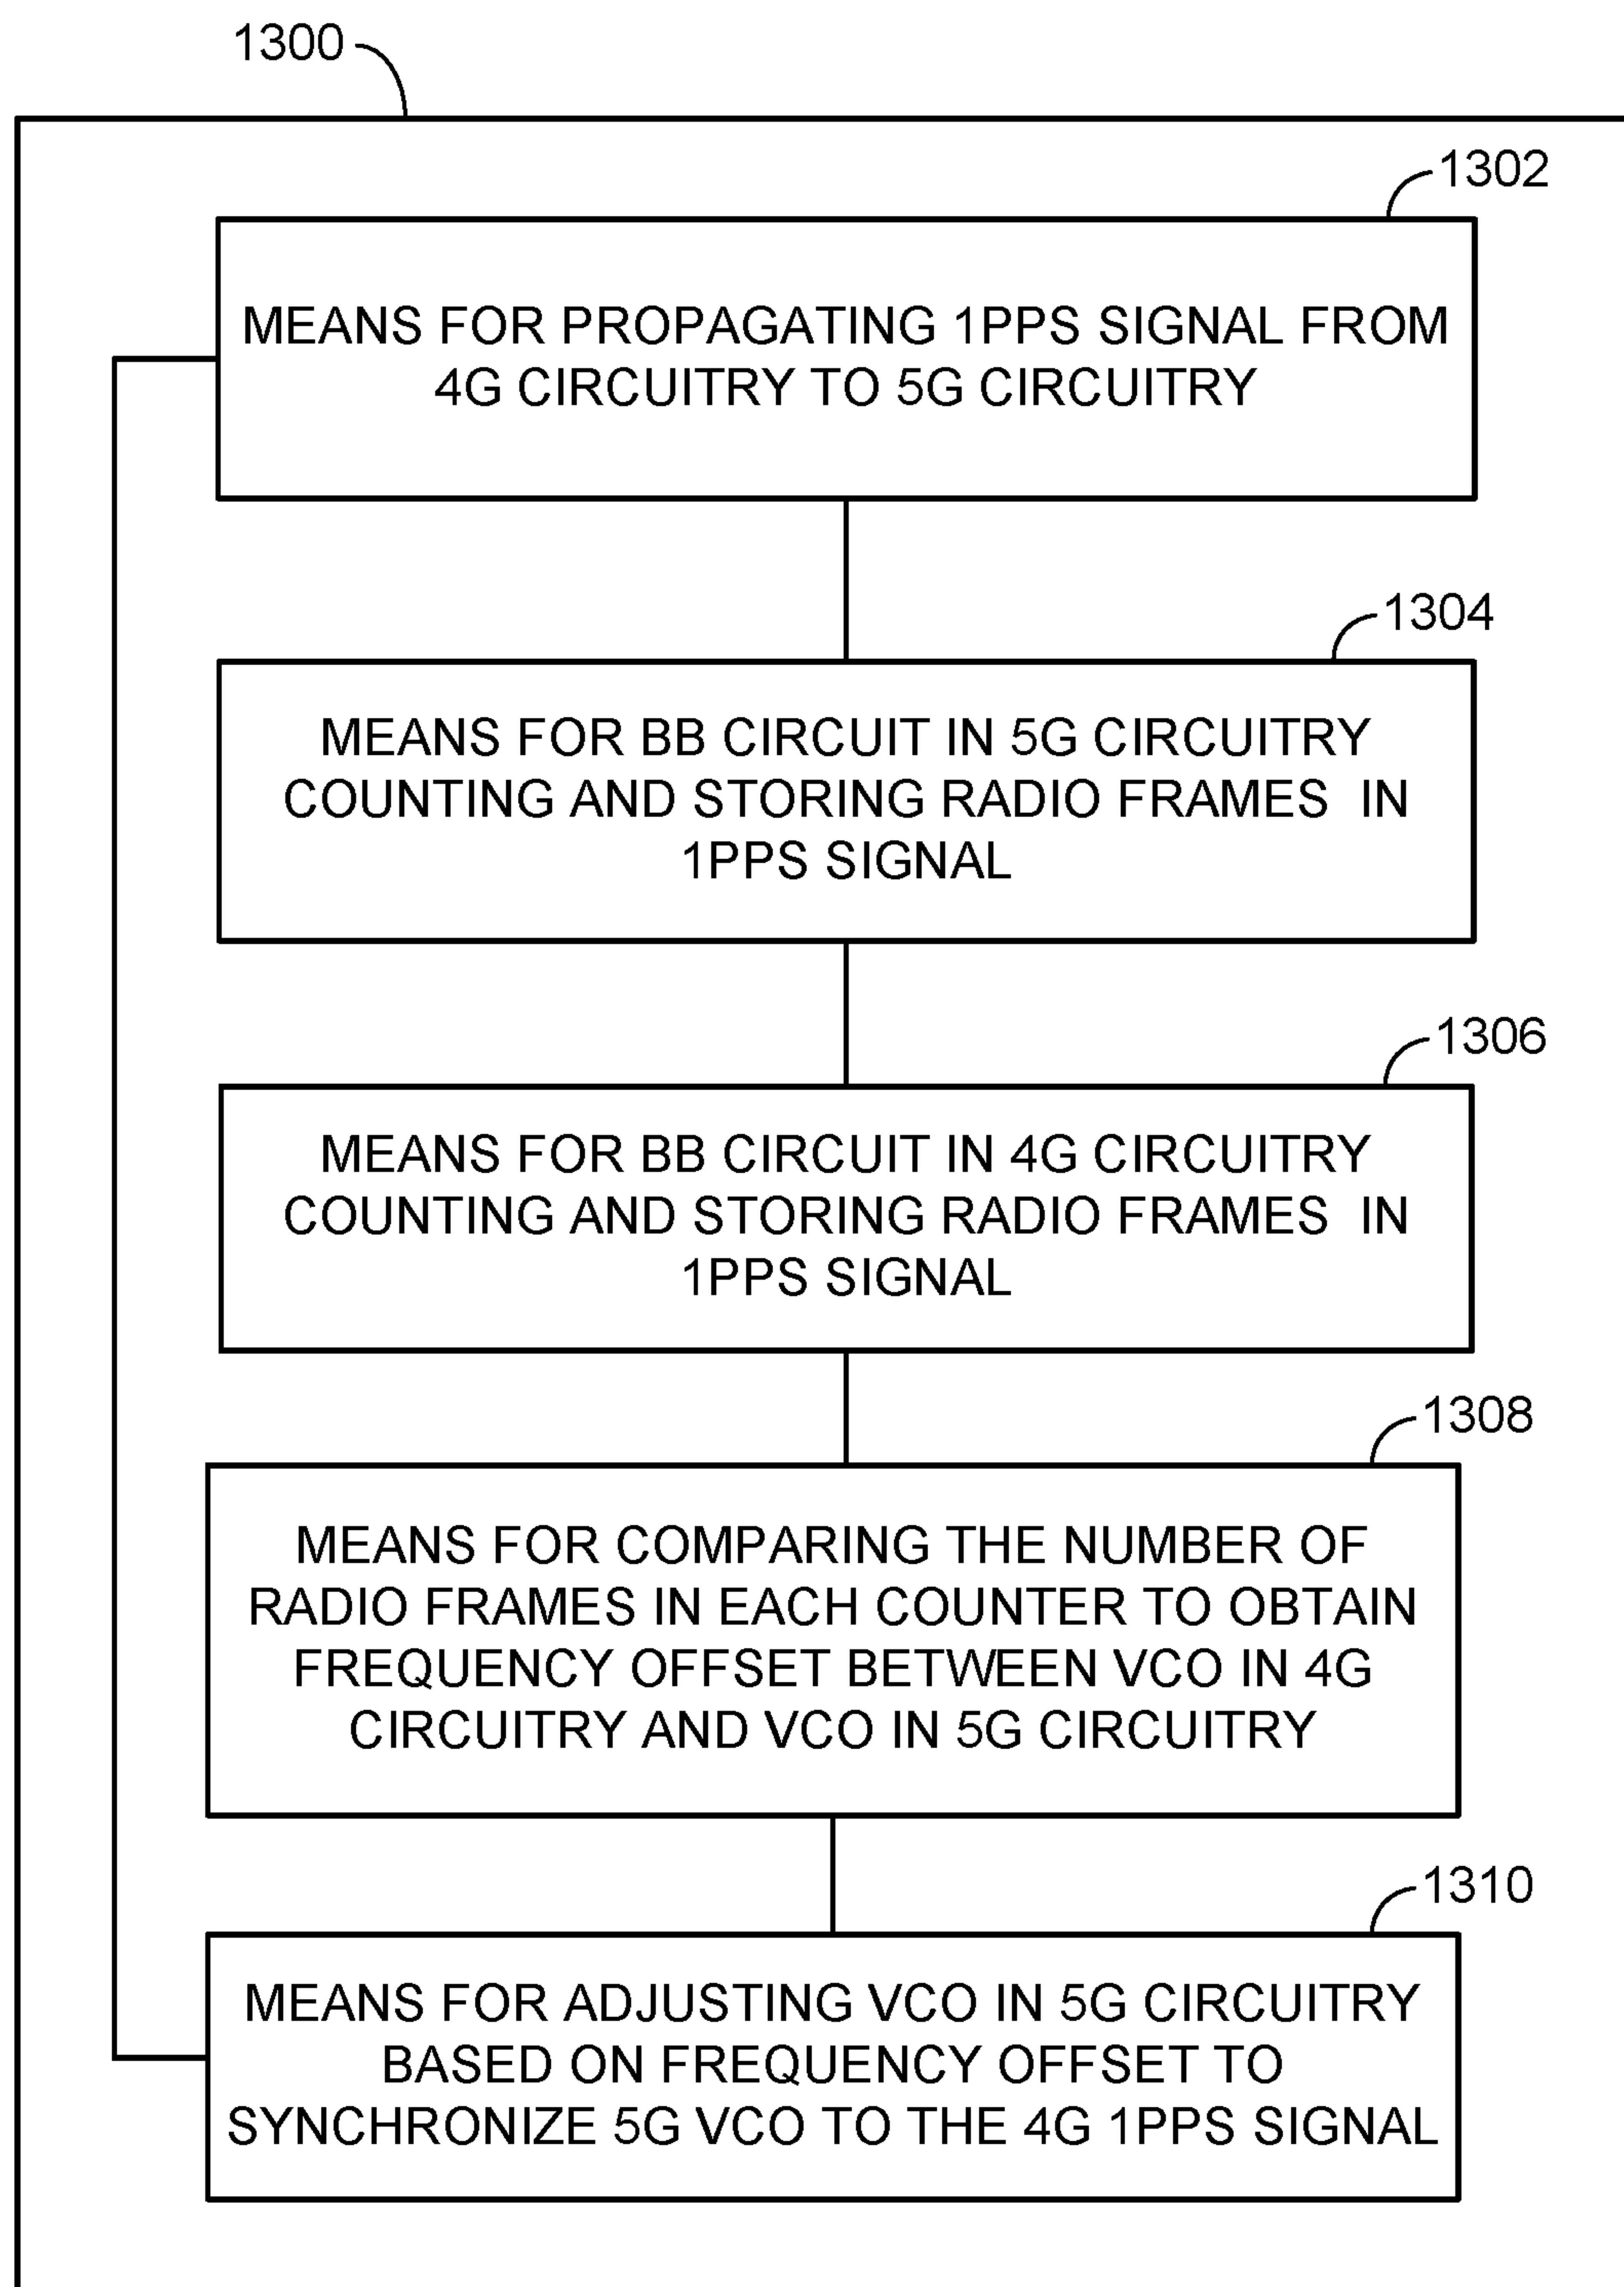 1300
1302
MEANS FOR PROPAGATING 1PPS SIGNAL FROM
4G CIRCUITRY TO 5G CIRCUITRY
1304
MEANS FOR BB CIRCUIT IN 5G CIRCUITRY
COUNTING AND STORING RADIO FRAMES IN
1PPS SIGNAL
1306
MEANS FOR BB CIRCUIT IN 4G CIRCUITRY
COUNTING AND STORING RADIO FRAMES IN
1PPS SIGNAL
1308
MEANS FOR COMPARING THE NUMBER OF
RADIO FRAMES IN EACH COUNTER TO OBTAIN
FREQUENCY OFFSET BETWEEN VCO IN 4G
CIRCUITRY AND VCO IN 5G CIRCUITRY
1310
MEANS FOR ADJUSTING VCO IN 5G CIRCUITRY
BASED ON FREQUENCY OFFSET TO
SYNCHRONIZE 5G VCO TO THE 4G 1PPS SIGNAL